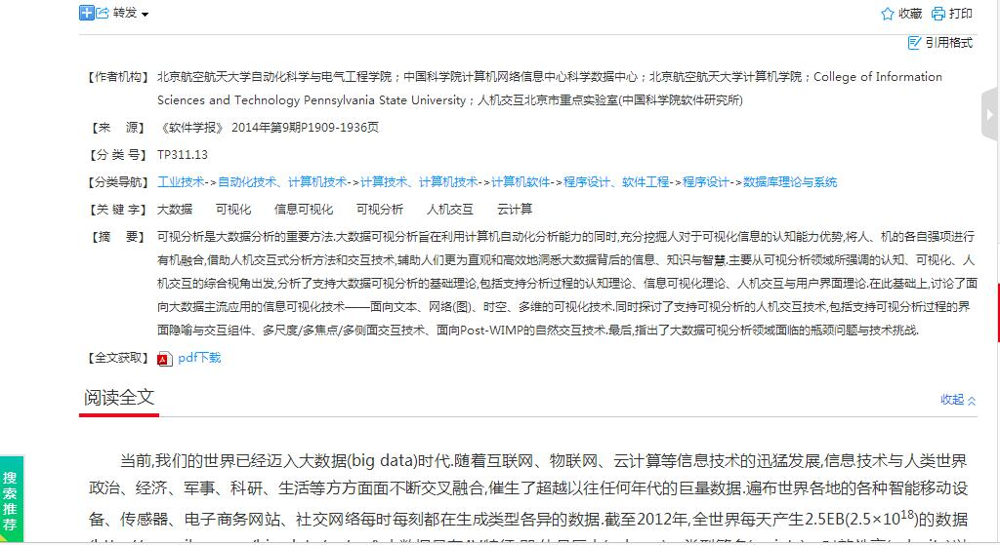 转发
收藏 打印
引用格式
【作者机构】 北京航空航天大学自动化科学与电气工程学院；中国科学院计算机网络信息中心科学数据中心；北京航空航天大学计算机学院；College of Information
Sciences and Technology Pennsylvania State University；人机交互北京市重点实验室(中国科学院软件研究所)
【来 源】 《软件学报》 2014年第9期P1909-1936页
【分 类 号】 TP311.13
【分类导航】 工业技术->自动化技术、计算机技术->计算技术、计算机技术->计算机软件->程序设计、软件工程->程序设计->数据库理论与系统
【关 键 字】 大数据 可视化 信息可视化 可视分析 人机交互 云计算
【摘 要】 可视分析是大数据分析的重要方法.大数据可视分析旨在利用计算机自动化分析能力的同时,充分挖掘人对于可视化信息的认知能力优势,将人、机的各自强项进行
有机融合,借助人机交互式分析方法和交互技术,辅助人们更为直观和高效地洞悉大数据背后的信息、知识与智慧.主要从可视分析领域所强调的认知、可视化、人
机交互的综合视角出发,分析了支持大数据可视分析的基础理论,包括支持分析过程的认知理论、信息可视化理论、人机交互与用户界面理论.在此基础上,讨论了面
向大数据主流应用的信息可视化技术——面向文本、网络(图)、时空、多维的可视化技术.同时探讨了支持可视分析的人机交互技术,包括支持可视分析过程的界
面隐喻与交互组件、多尺度/多焦点/多侧面交互技术、面向Post-WIMP的自然交互技术.最后,指出了大数据可视分析领域面临的瓶颈问题与技术挑战.
【全文获取】 pdf下载
阅读全文
收起
当前,我们的世界已经迈入大数据(big data)时代.随着互联网、物联网、云计算等信息技术的迅猛发展,信息技术与人类世界
政治、经济、军事、科研、生活等方方面面不断交叉融合,催生了超越以往任何年代的巨量数据.遍布世界各地的各种智能移动设
备、传感器、电子商务网站、社交网络每时每刻都在生成类型各异的数据.截至2012年,全世界每天产生2.5EB(2.5×10¹⁸)的数据
搜索推荐